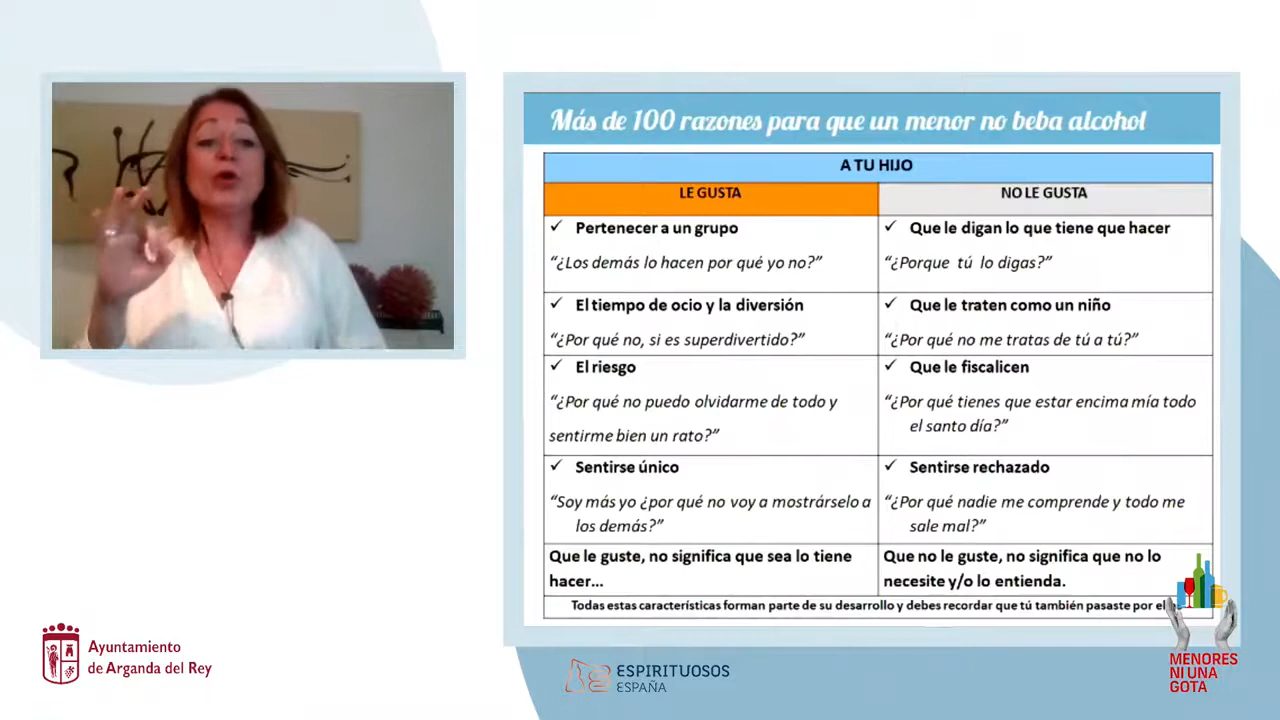 Más de 100 razones para que un menor no beba alcohol
A TU HIJO
LE GUSTA
NO LE GUSTA
✓ Pertenecer a un grupo
“¿Los demás lo hacen por qué yo no?”
✓ Que le digan lo que tiene que hacer
“¿Porque tú lo digas?”
✓ El tiempo de ocio y la diversión
“¿Por qué no, si es superdivertido?”
✓ Que le traten como un niño
“¿Por qué no me tratas de tú a tú?”
✓ El riesgo
“¿Por qué no puedo olvidarme de todo y
sentirme bien un rato?”
✓ Que le fiscalicen
“¿Por qué tienes que estar encima mía todo
el santo día?”
✓ Sentirse único
“Soy más yo ¿por qué no voy a mostrárselo a
los demás?”
✓ Sentirse rechazado
“¿Por qué nadie me comprende y todo me
sale mal?”
Que le guste, no significa que sea lo tiene
hacer...
Que no le guste, no significa que no lo
necesite y/o lo entienda.
Todas estas características forman parte de su desarrollo y debes recordar que tú también pasaste por
Ayuntamiento
de Arganda del Rey
ESPIRITUOSOS
ESPAÑA
MENORES
NI UNA
GOTA